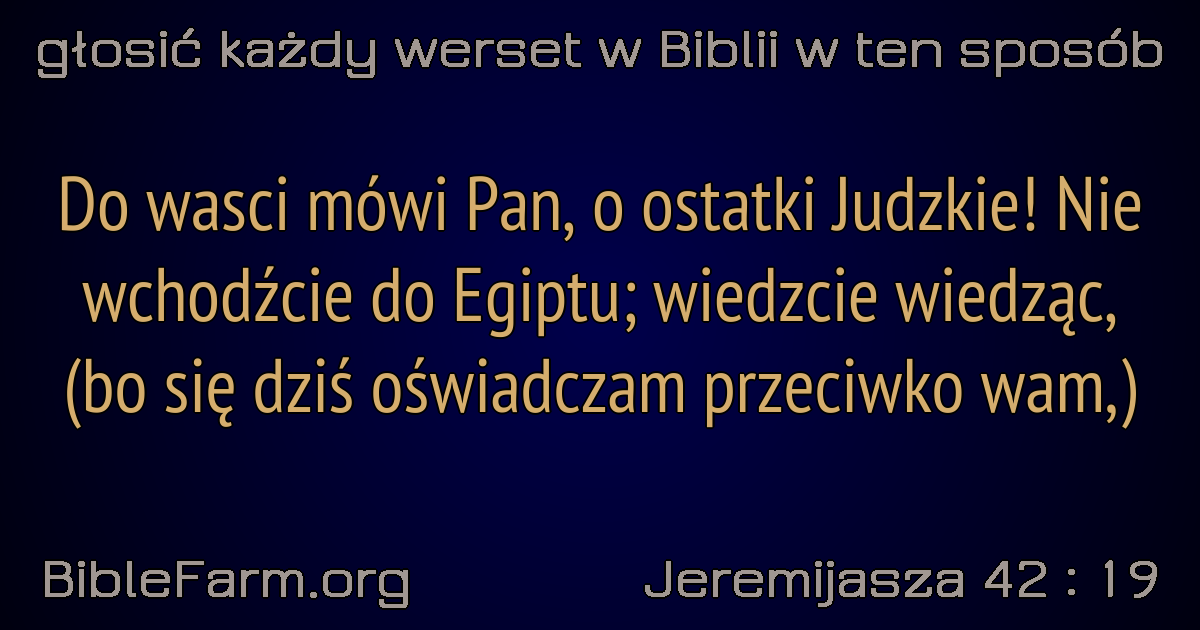 głosić każdy werset w Biblii w ten sposób
Do wasci mówi Pan, o ostatki Judzkie! Nie
wchodźcie do Egiptu; wiedzcie wiedząc,
(bo się dziś oświadczam przeciwko wam,)
BibleFarm.org
Jeremijasza 42 : 19